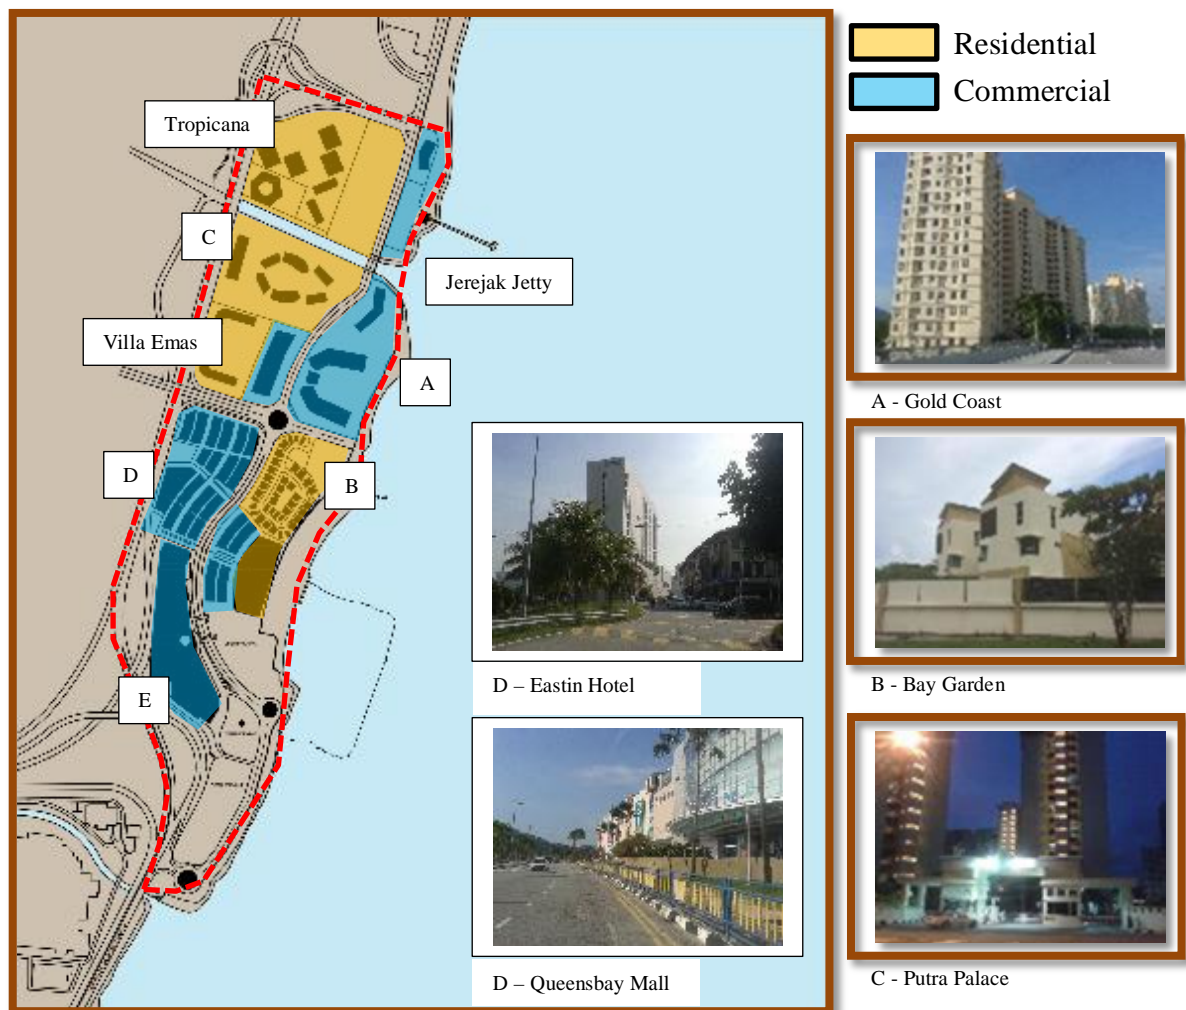 Residential
Commercial
Tropicana
C
Jerejak Jetty
Villa Emas
A
D
B
E
A - Gold Coast
B - Bay Garden
D – Eastin Hotel
D – Queensbay Mall
C - Putra Palace